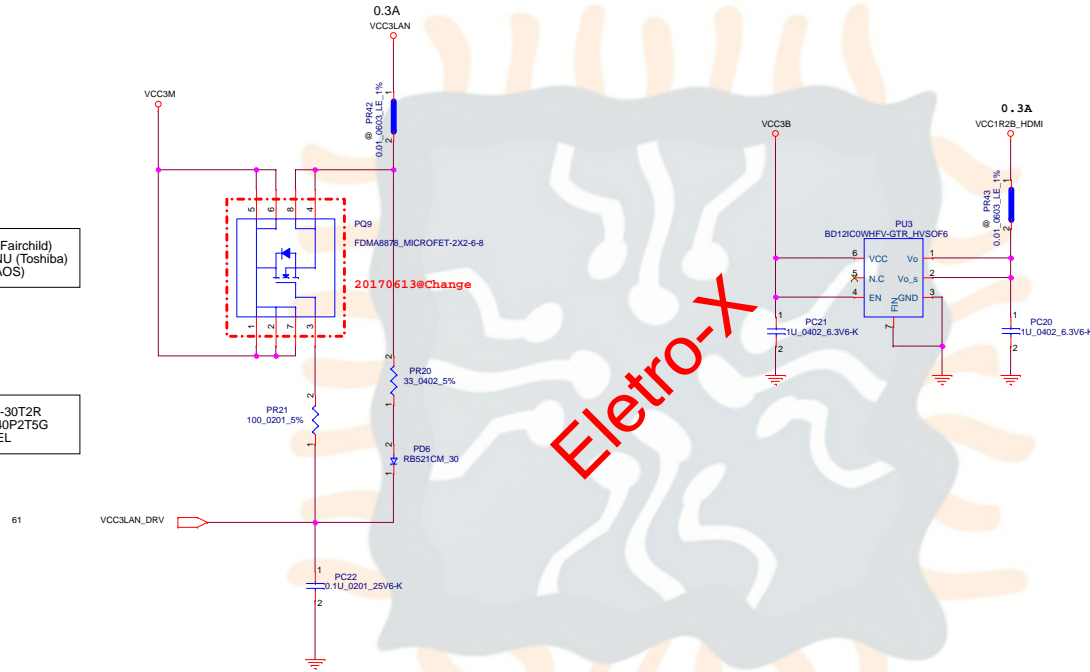 0.3A
VCC3LAN
1
PR42
@
0.01_0603_LE_1%
2
VCC3M
5
6
8
4
PQ9
FDMA8878_MICROFET-2X2-6-8
20170613@Change
1
2
7
3
Fairchild)
NU (Toshiba)
AOS)
2
PR20
33_0402_5%
1
2
PR21
100_0201_5%
1
-30T2R
40P2T5G
EL
2
PD6
RB521CM_30
1
61
VCC3LAN_DRV
1
PC22
0.1U_0201_25V6-K
2
Eletro-X
0.3A
VCC3B
VCC1R2B_HDMI
1
PR43
@
0.01_0603_LE_1%
2
PU3
BD12IC0WHFV-GTR_HVSOF6
6
VCC
Vo
1
5
N.C
Vo_s
2
4
EN
GND
3
FIN
7
1
PC21
1U_0402_6.3V6-K
2
1
PC20
1U_0402_6.3V6-K
2